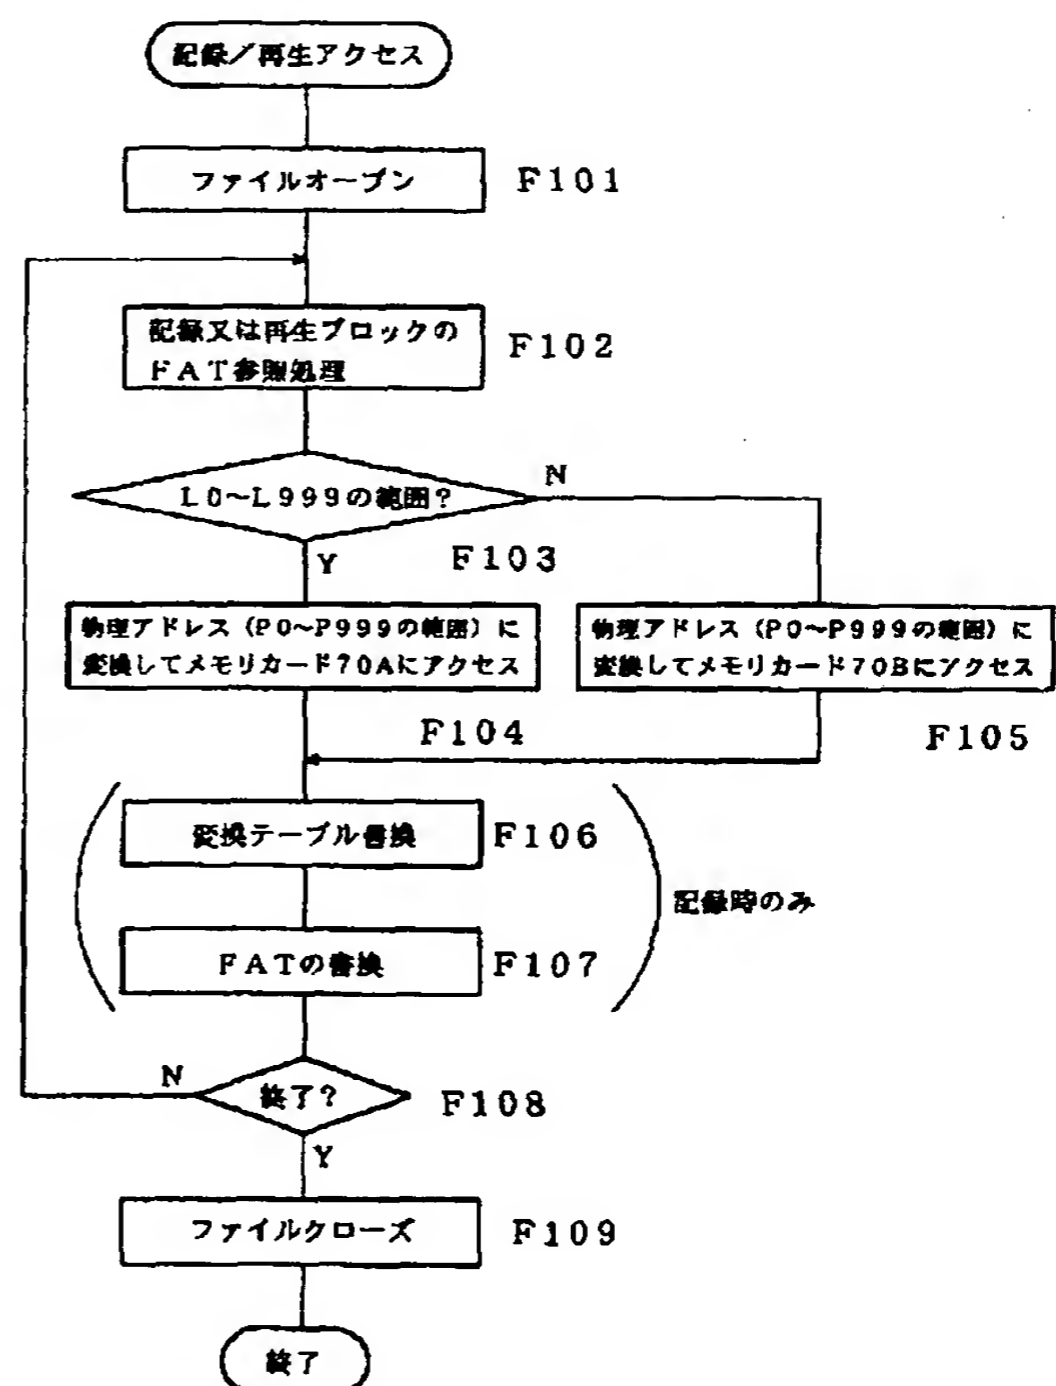 記録／再生アクセス
ファイルオープン
F101
記録又は再生ブロックの
FAT参照処理
F102
L0〜L999の範囲？
N
Y
F103
物理アドレス（P0〜P999の範囲）に
変換してメモリカード70Aにアクセス
物理アドレス（P0〜P999の範囲）に
変換してメモリカード70Bにアクセス
F104
F105
変換テーブル書換
F106
記録時のみ
FATの書換
F107
N
終了？
F108
Y
ファイルクローズ
F109
終了